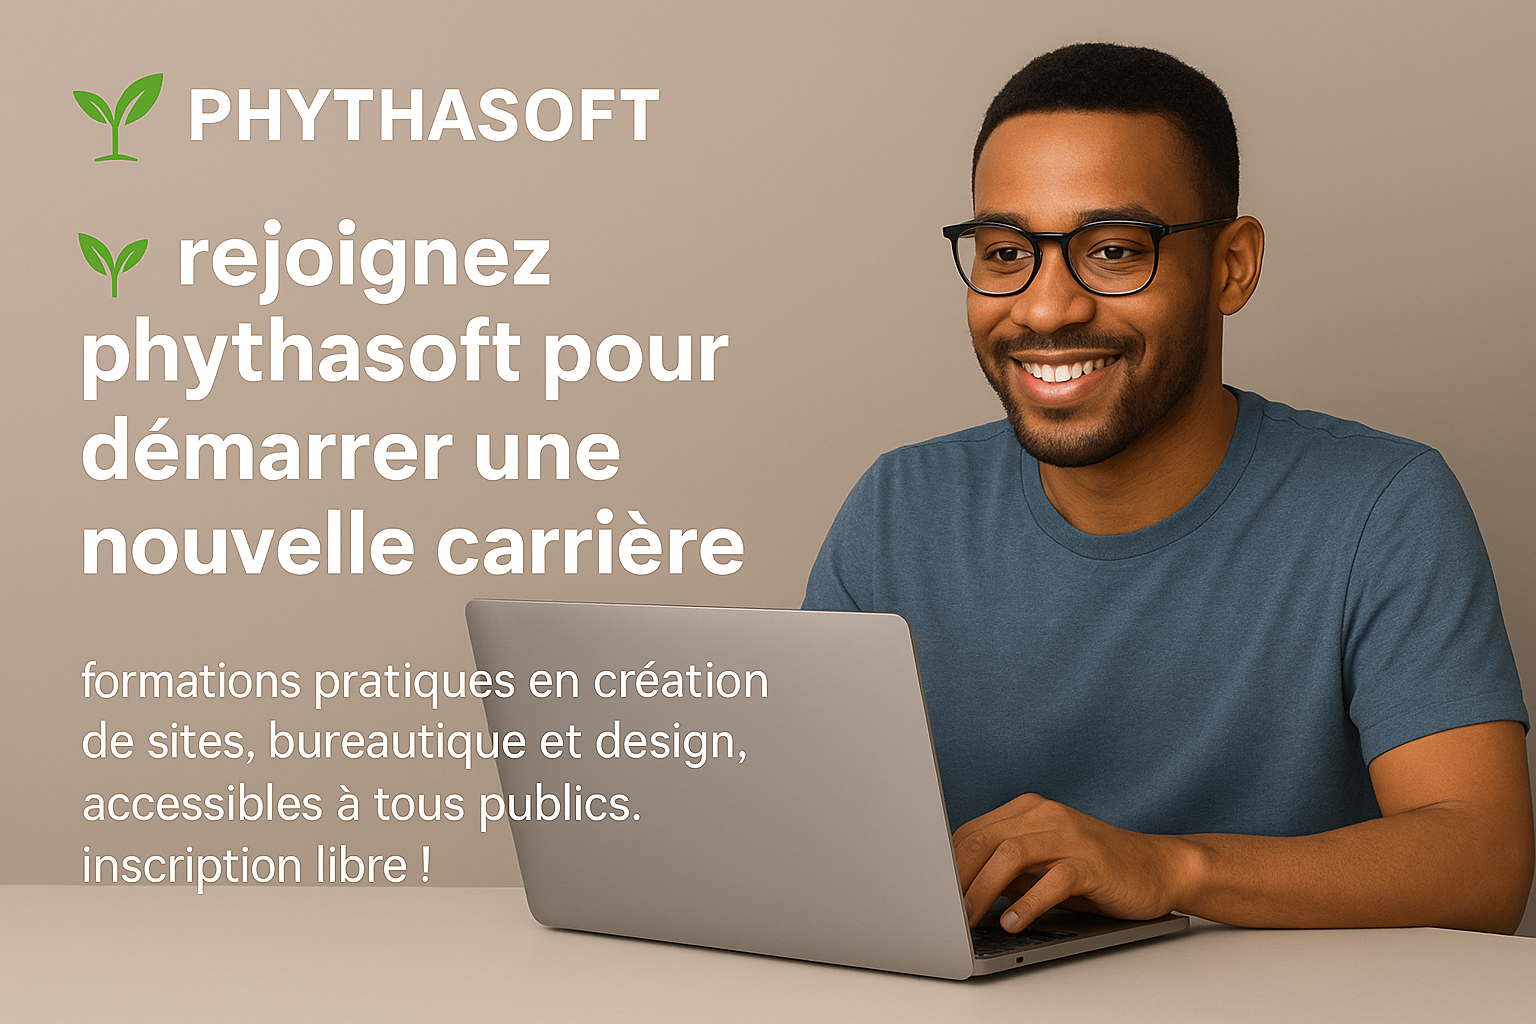 PHYTHASOFT
rejoignez
phythasoft pour
démarrer une
nouvelle carrière
formations pratiques en création
de sites, bureautique et design,
accessibles à tous publics.
inscription libre !